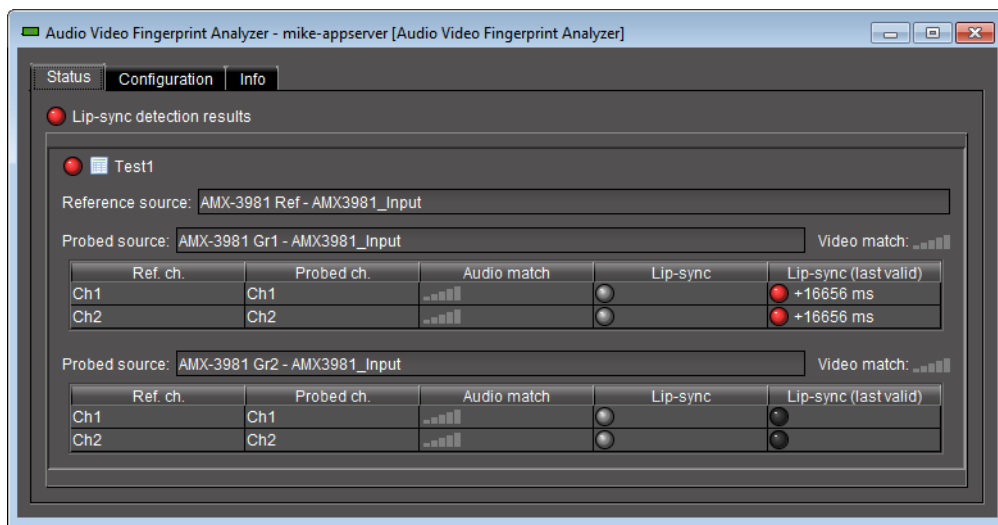 Audio Video Fingerprint Analyzer - mike-appserver [Audio Video Fingerprint Analyzer]
Status Configuration Info
Lip-sync detection results
Test1
Reference source: AMX-3981 Ref - AMX3981_Input
Probed source: AMX-3981 Gr1 - AMX3981_Input Video match:
Ref. ch. Probed ch. Audio match Lip-sync Lip-sync (last valid)
Ch1 Ch1 +16656 ms
Ch2 Ch2 +16656 ms
Probed source: AMX-3981 Gr2 - AMX3981_Input Video match:
Ref. ch. Probed ch. Audio match Lip-sync Lip-sync (last valid)
Ch1 Ch1
Ch2 Ch2